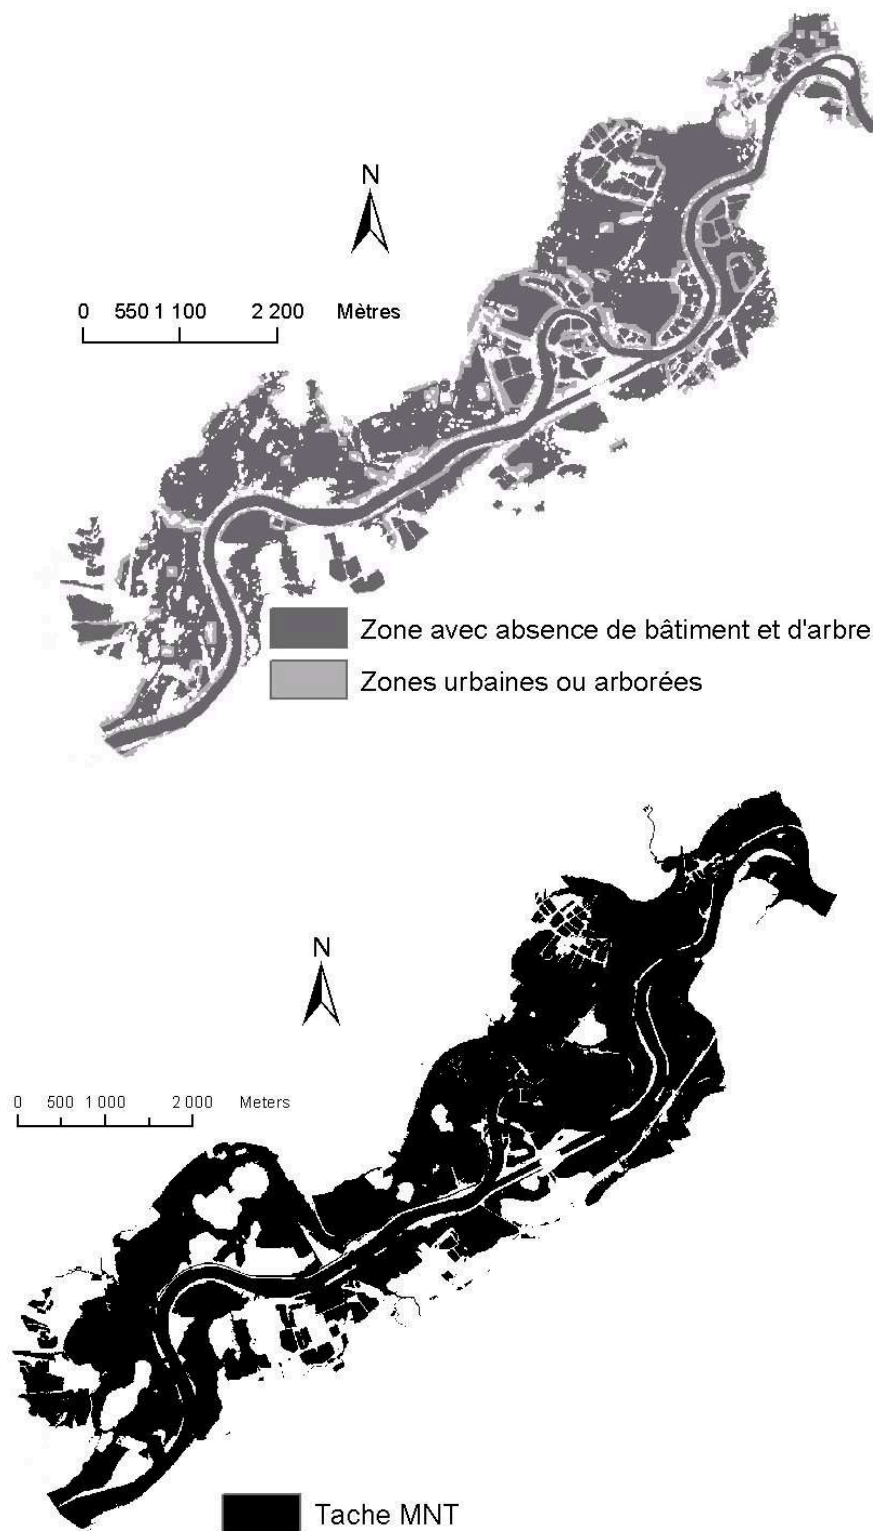 N
0 550 1 100 2 200 Mètres
Zone avec absence de bâtiment et d'arbre
Zones urbaines ou arborées
N
0 500 1 000 2 000 Meters
Tache MNT